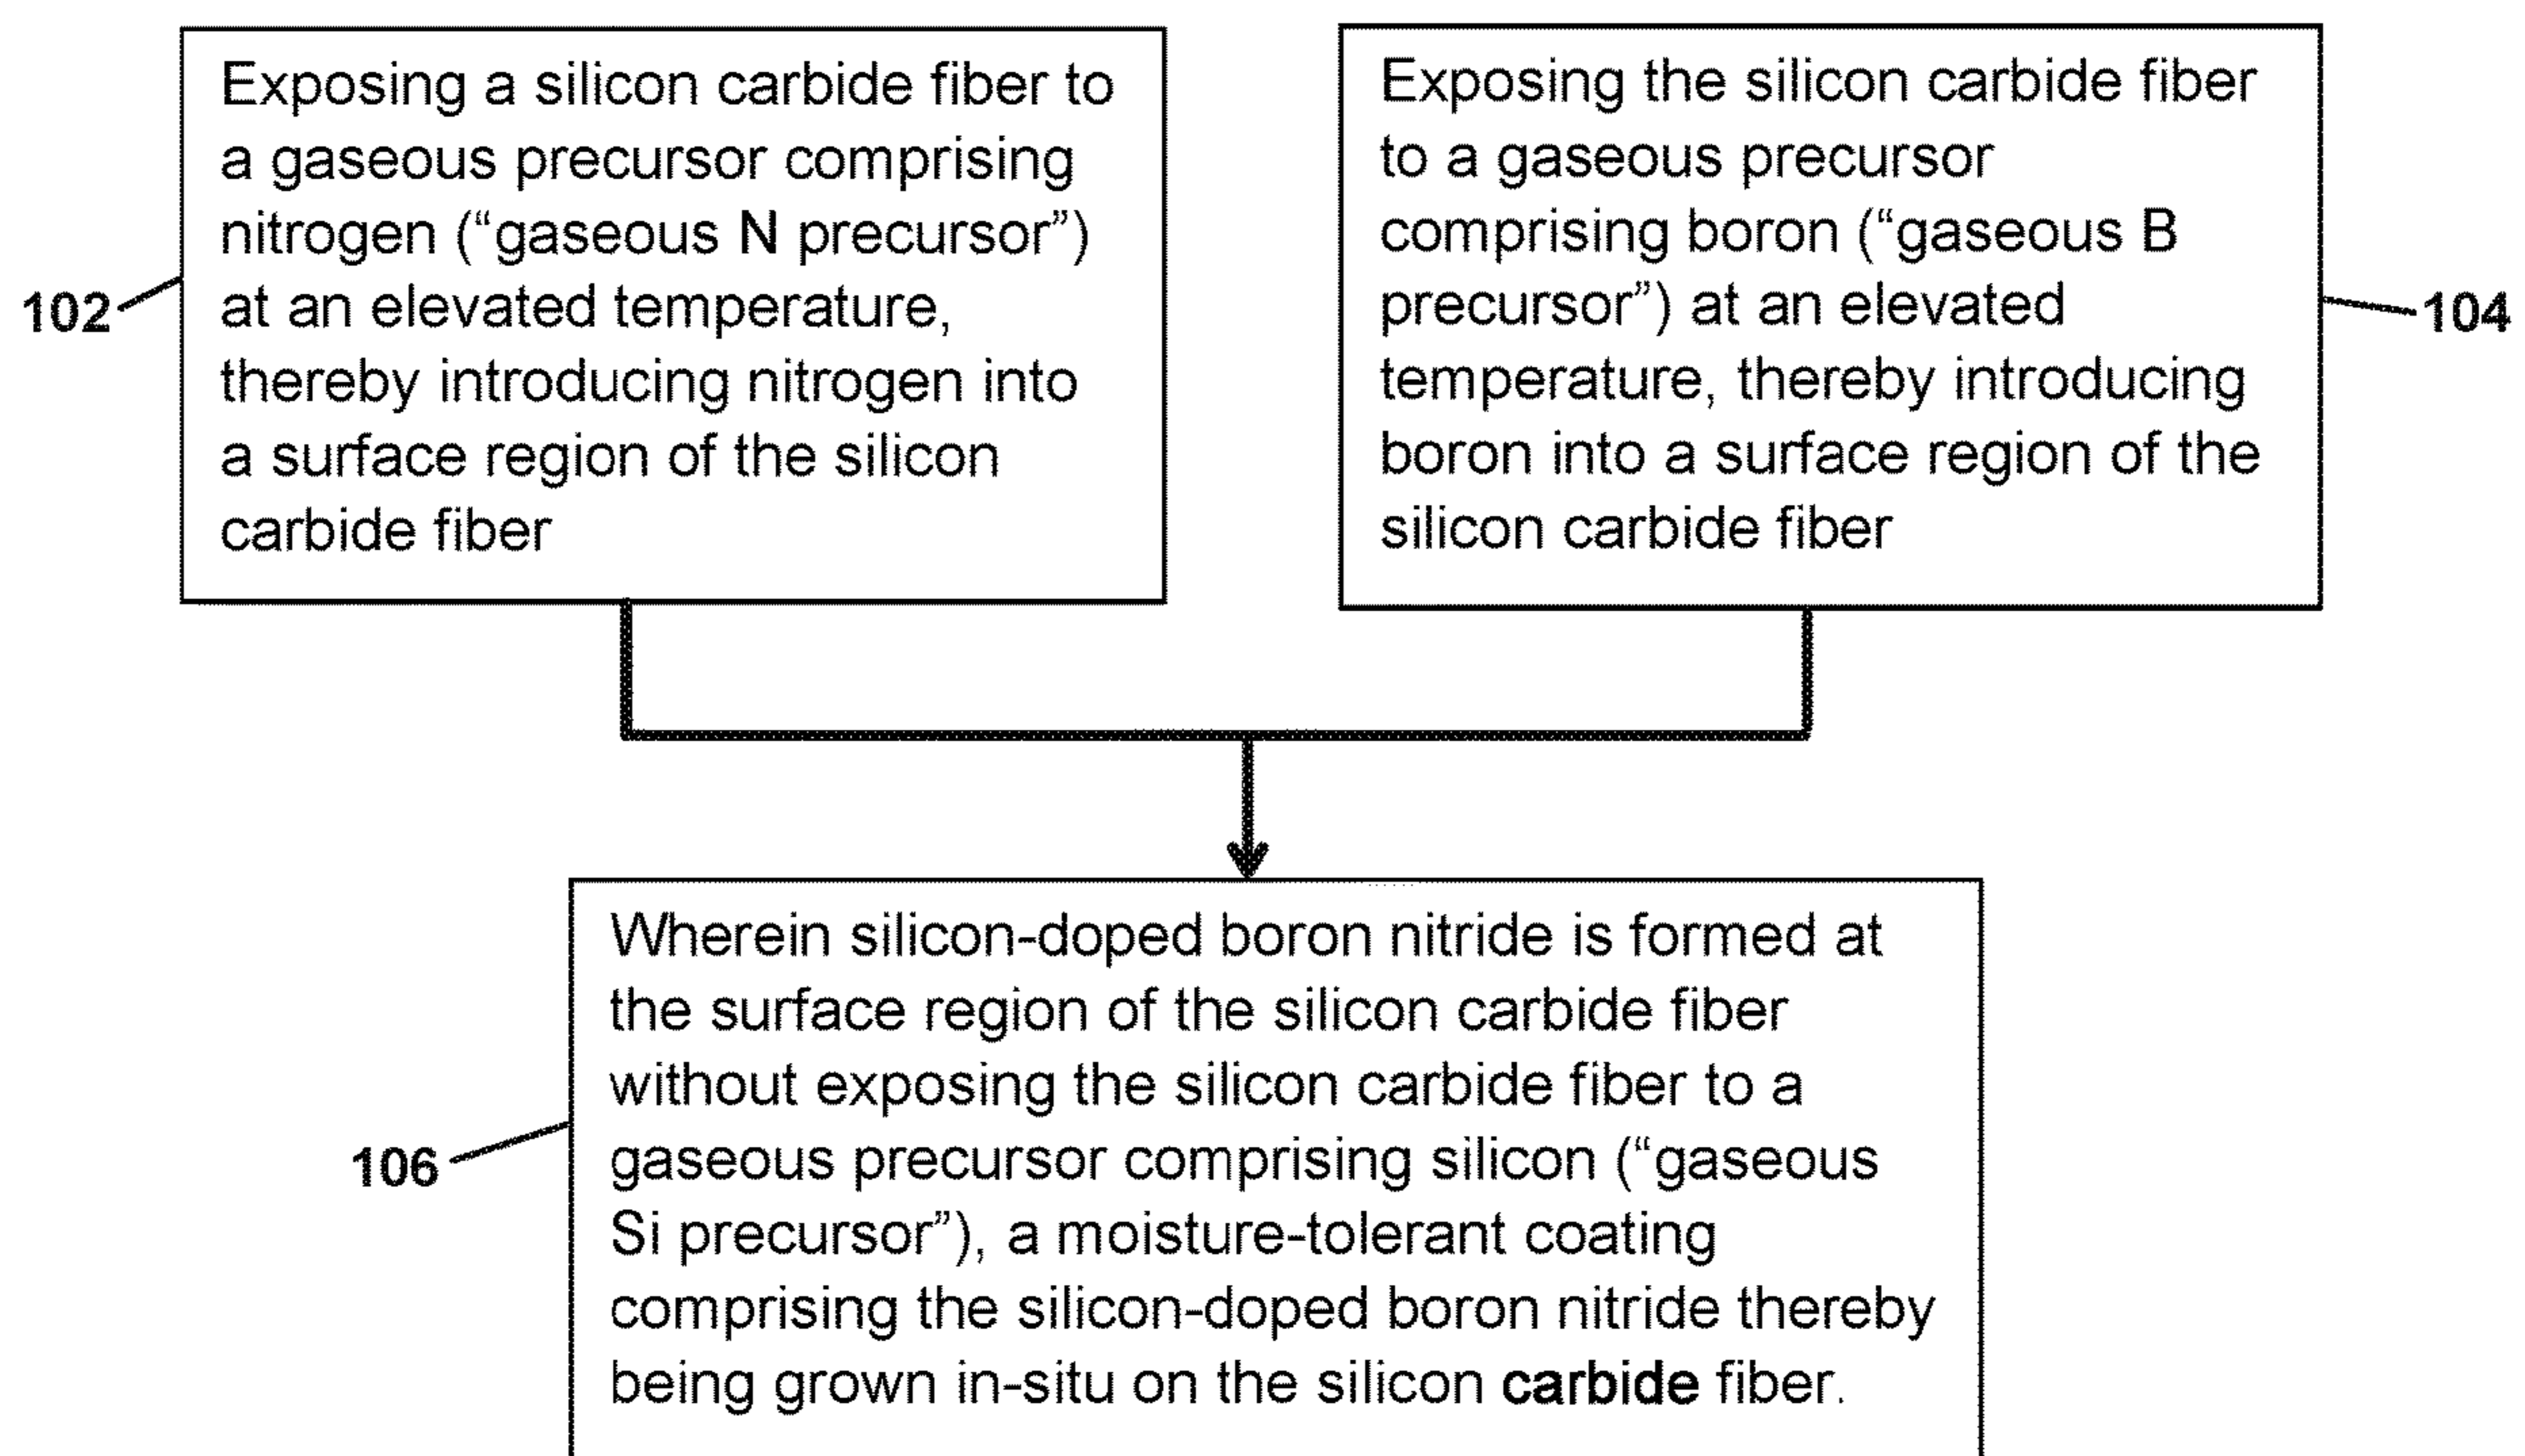 Exposing a silicon carbide fiber to
a gaseous precursor comprising
nitrogen (“gaseous N precursor”)
at an elevated temperature,
thereby introducing nitrogen into
a surface region of the silicon
carbide fiber
102
Exposing the silicon carbide fiber
to a gaseous precursor
comprising boron (“gaseous B
precursor”) at an elevated
temperature, thereby introducing
boron into a surface region of the
silicon carbide fiber
104
Wherein silicon-doped boron nitride is formed at
the surface region of the silicon carbide fiber
without exposing the silicon carbide fiber to a
gaseous precursor comprising silicon (“gaseous
Si precursor”), a moisture-tolerant coating
comprising the silicon-doped boron nitride thereby
being grown in-situ on the silicon carbide fiber.
106